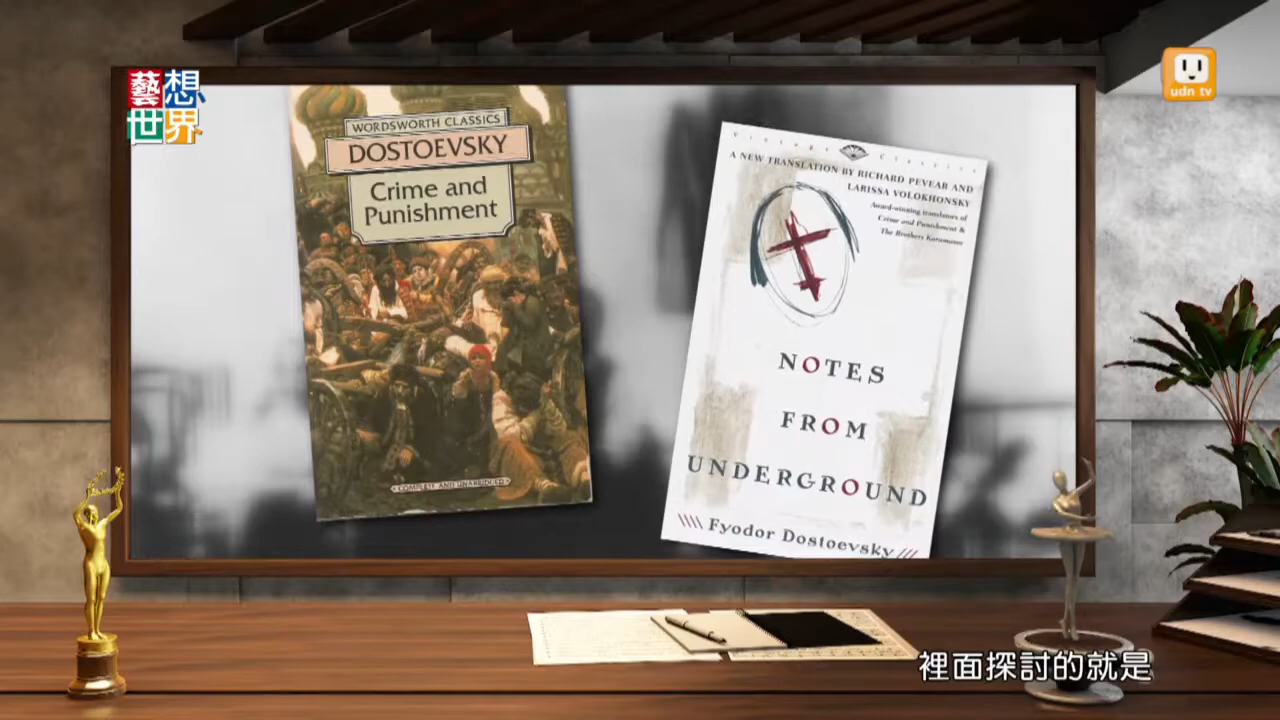 藝想
世界
udn tv
WORDSWORTH CLASSICS
DOSTOEVSKY
Crime and
Punishment
COMPLETE AND UNABRIDGED
Vintage Classics
A NEW TRANSLATION BY RICHARD PEVEAR AND
LARISSA VOLOKHONSKY
Award-winning translators of
Crime and Punishment &
The Brothers Karamazov
NOTES
FROM
UNDERGROUND
Fyodor Dostoevsky
裡面探討的就是